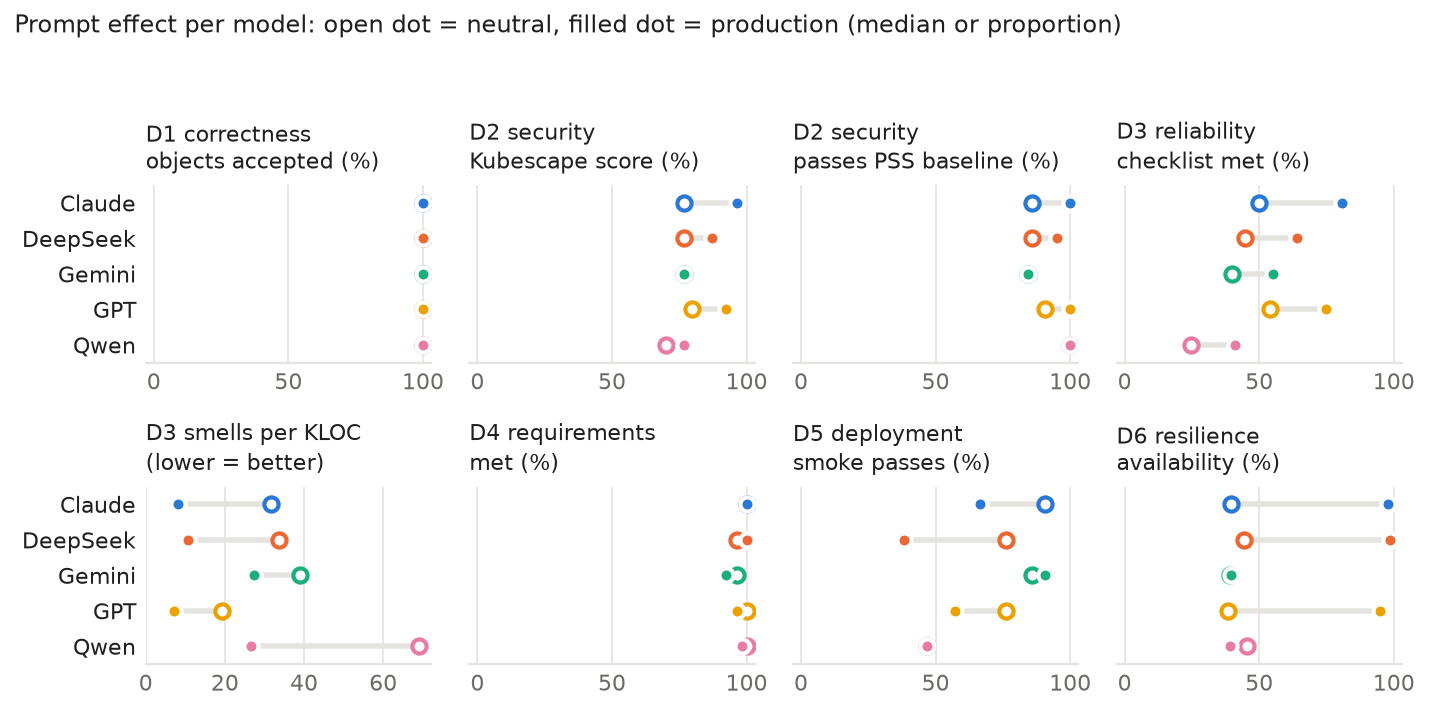 Prompt effect per model: open dot = neutral, filled dot = production (median or proportion)
D1 correctness
objects accepted (%)
D2 security
Kubescape score (%)
D2 security
passes PSS baseline (%)
D3 reliability
checklist met (%)
Claude
DeepSeek
Gemini
GPT
Qwen
0 50 100
0 50 100
0 50 100
0 50 100
D3 smells per KLOC
(lower = better)
D4 requirements
met (%)
D5 deployment
smoke passes (%)
D6 resilience
availability (%)
Claude
DeepSeek
Gemini
GPT
Qwen
0 20 40 60
0 50 100
0 50 100
0 50 100